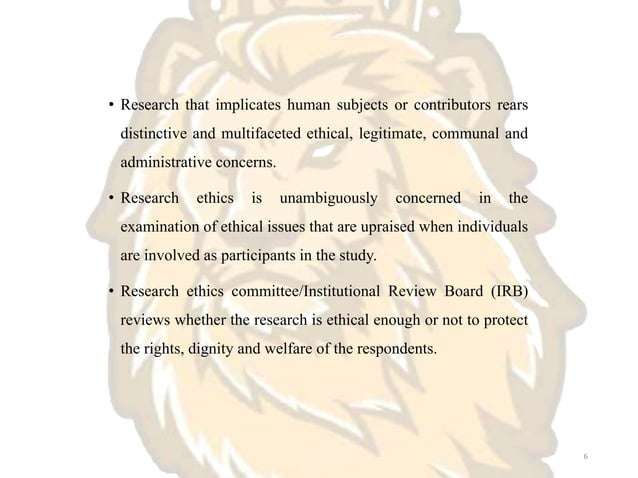 • Research that implicates human subjects or contributors rears
distinctive and multifaceted ethical, legitimate, communal and
administrative concerns.
• Research ethics is unambiguously concerned in the
examination of ethical issues that are upraised when individuals
are involved as participants in the study.
• Research ethics committee/Institutional Review Board (IRB)
reviews whether the research is ethical enough or not to protect
the rights, dignity and welfare of the respondents.
6